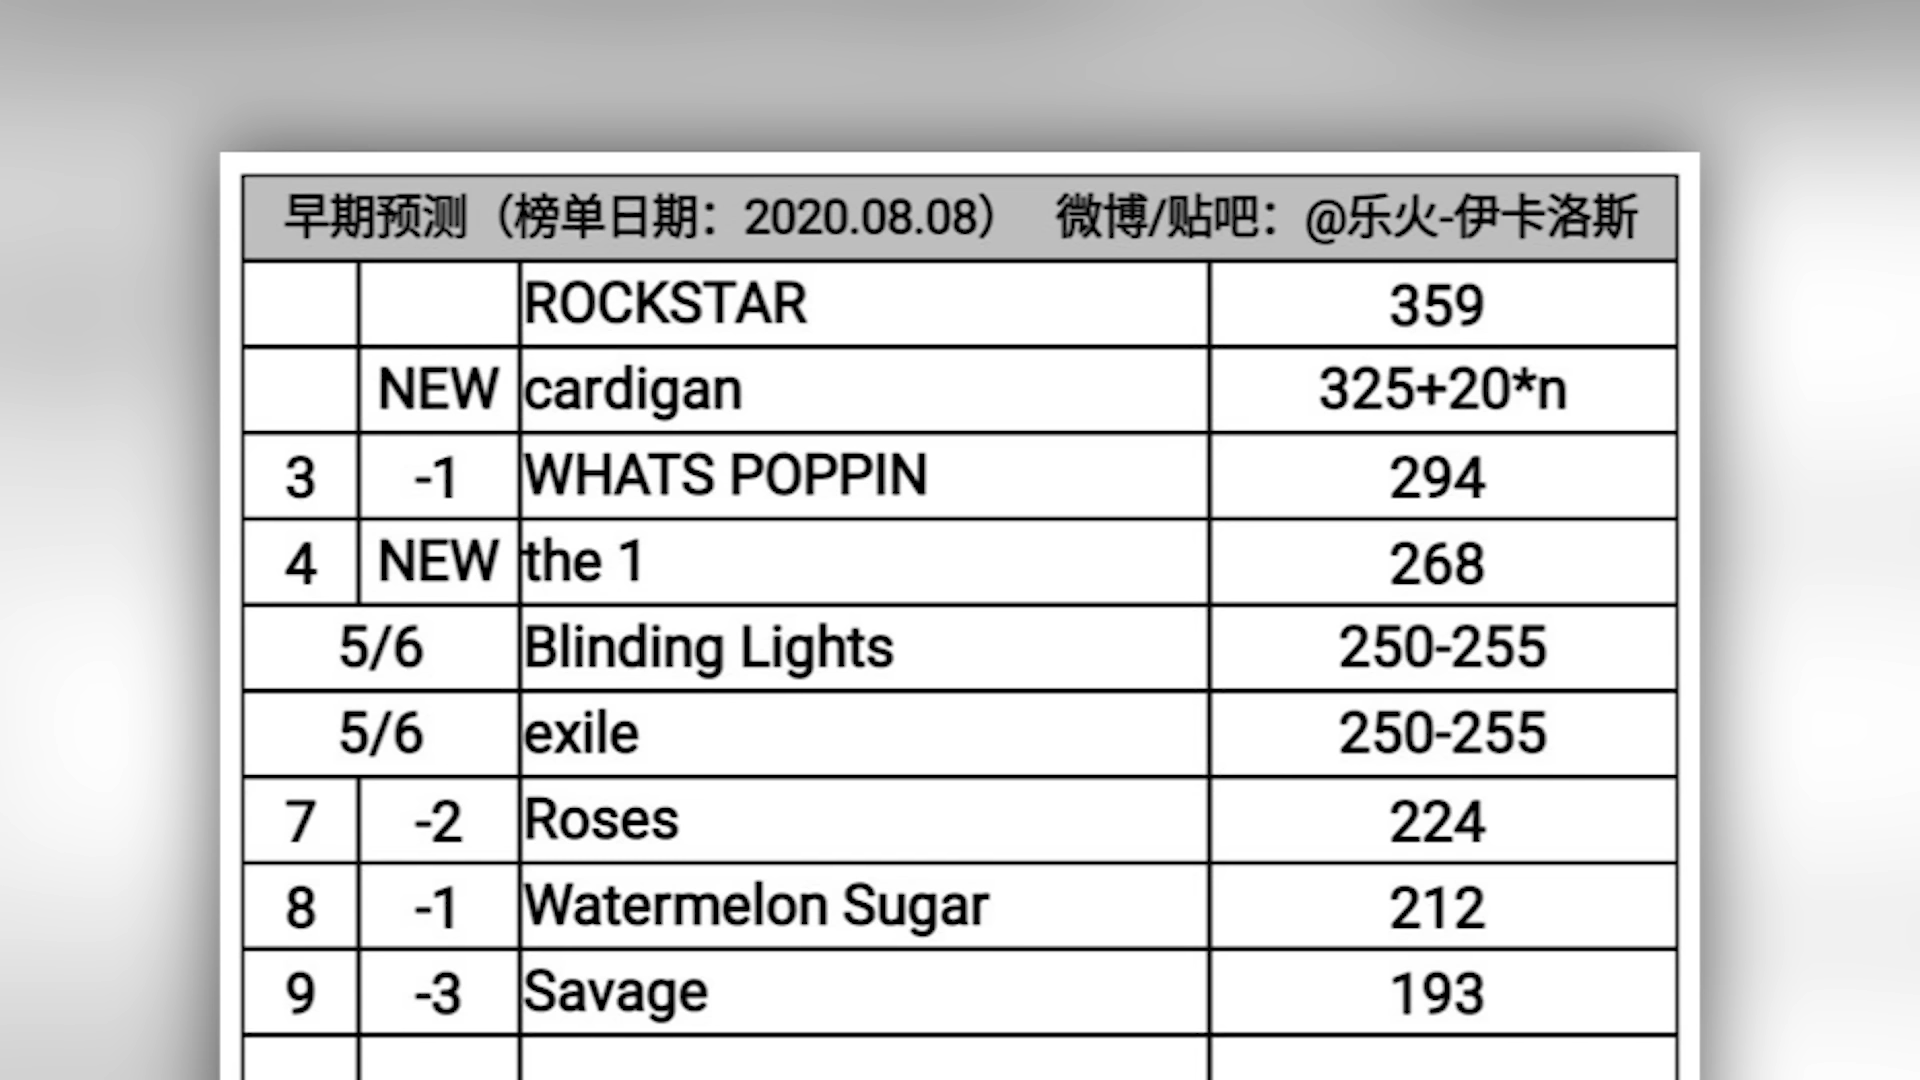 早期预测（榜单日期：2020.08.08） 微博/贴吧：@乐火-伊卡洛斯
ROCKSTAR 359
NEW cardigan 325+20*n
3 -1 WHATS POPPIN 294
4 NEW the 1 268
5/6 Blinding Lights 250-255
5/6 exile 250-255
7 -2 Roses 224
8 -1 Watermelon Sugar 212
9 -3 Savage 193